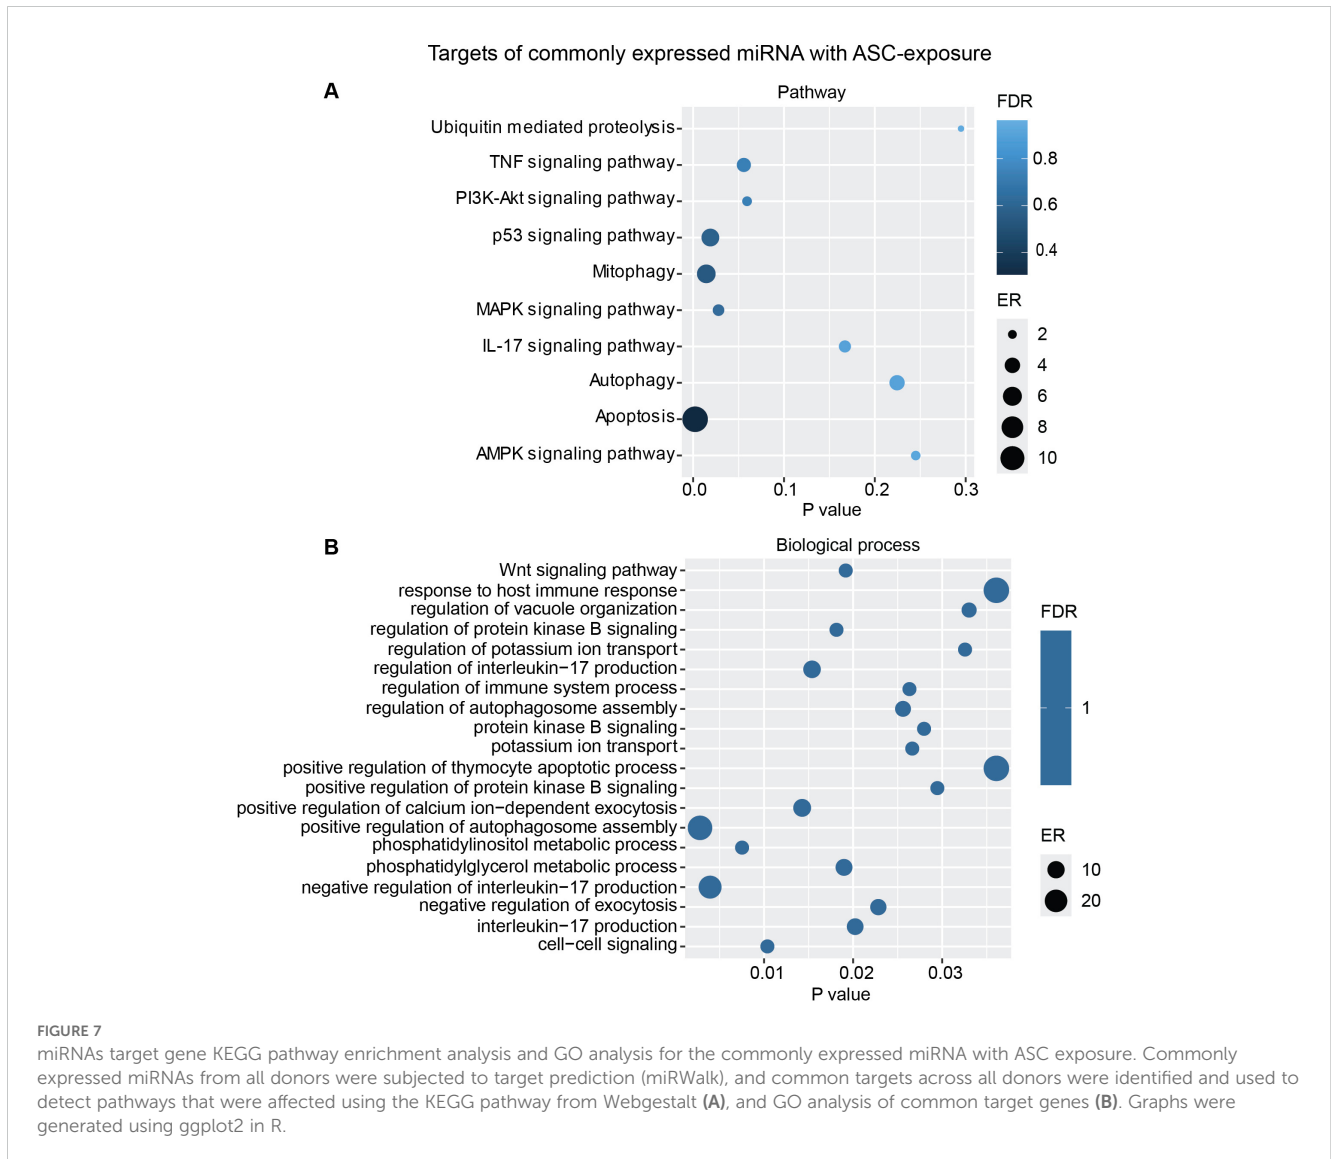 Targets of commonly expressed miRNA with ASC-exposure
A
Pathway
Ubiquitin mediated proteolysis
TNF signaling pathway
PI3K-Akt signaling pathway
p53 signaling pathway
Mitophagy
MAPK signaling pathway
IL-17 signaling pathway
Autophagy
Apoptosis
AMPK signaling pathway
0.0 0.1 0.2 0.3
P value
FDR
0.8
0.6
0.4
ER
2
4
6
8
10
B
Biological process
Wnt signaling pathway
response to host immune response
regulation of vacuole organization
regulation of protein kinase B signaling
regulation of potassium ion transport
regulation of interleukin−17 production
regulation of immune system process
regulation of autophagosome assembly
protein kinase B signaling
potassium ion transport
positive regulation of thymocyte apoptotic process
positive regulation of protein kinase B signaling
positive regulation of calcium ion−dependent exocytosis
positive regulation of autophagosome assembly
phosphatidylinositol metabolic process
phosphatidylglycerol metabolic process
negative regulation of interleukin−17 production
negative regulation of exocytosis
interleukin−17 production
cell−cell signaling
0.01 0.02 0.03
P value
FDR
1
ER
10
20
FIGURE 7
miRNAs target gene KEGG pathway enrichment analysis and GO analysis for the commonly expressed miRNA with ASC exposure. Commonly
expressed miRNAs from all donors were subjected to target prediction (miRWalk), and common targets across all donors were identified and used to
detect pathways that were affected using the KEGG pathway from Webgestalt (A), and GO analysis of common target genes (B). Graphs were
generated using ggplot2 in R.